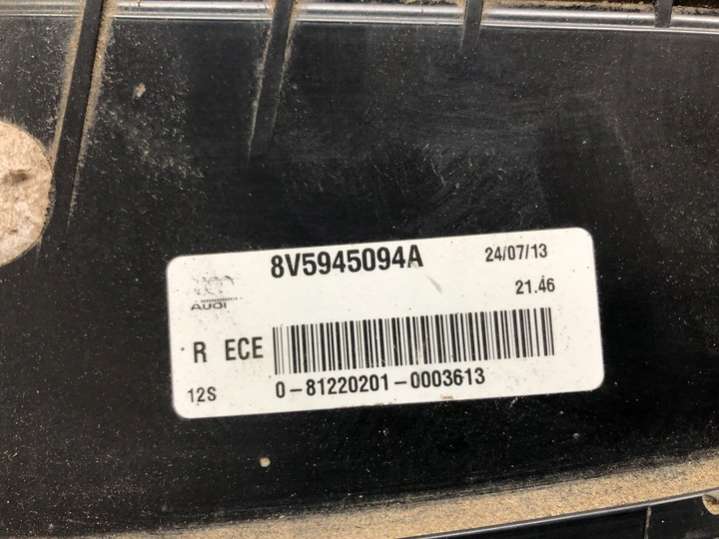 8V5945094A 24/07/13
21.46
AUDI
R ECE
12S 0-81220201-0003613